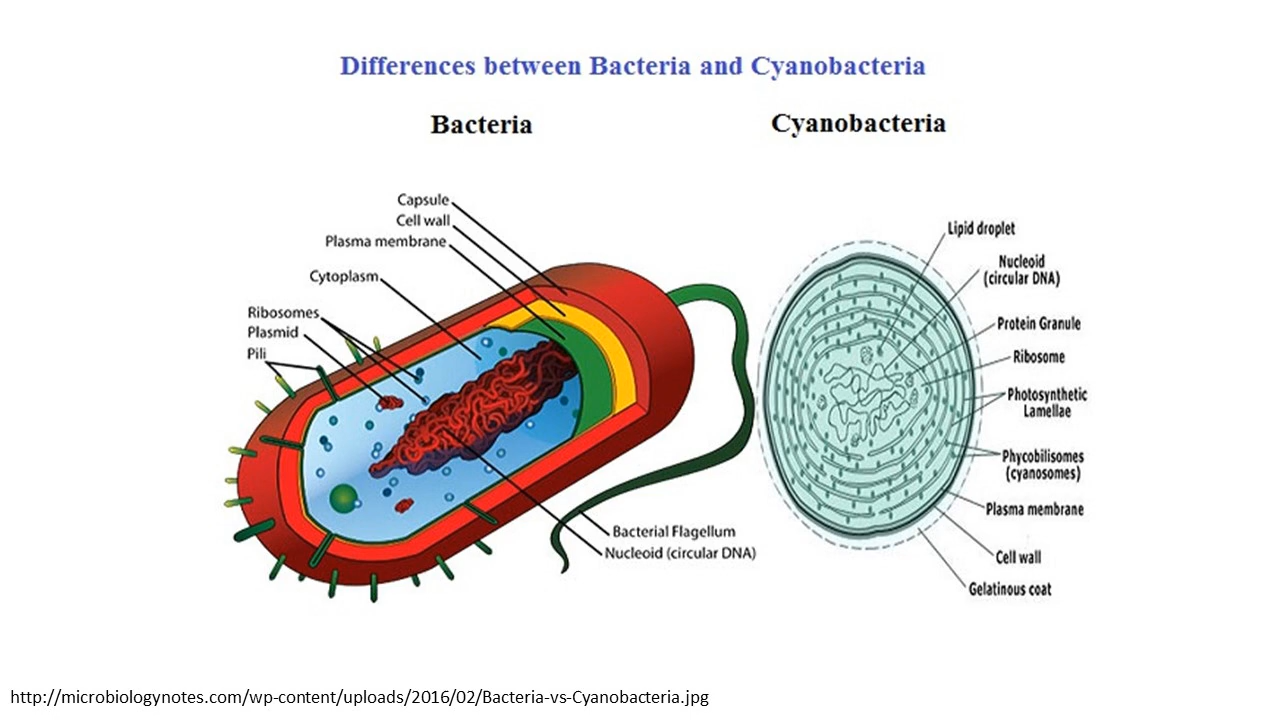 Differences between Bacteria and Cyanobacteria
Bacteria
Cyanobacteria
Capsule
Cell wall
Plasma membrane
Cytoplasm
Ribosomes
Plasmid
Pili
Bacterial Flagellum
Nucleoid (circular DNA)
Lipid droplet
Nucleoid
(circular DNA)
Protein Granule
Ribosome
Photosynthetic
Lamellae
Phycobilisomes
(cyanosomes)
Plasma membrane
Cell wall
Gelatinous coat
http://microbiologynotes.com/wp-content/uploads/2016/02/Bacteria-vs-Cyanobacteria.jpg